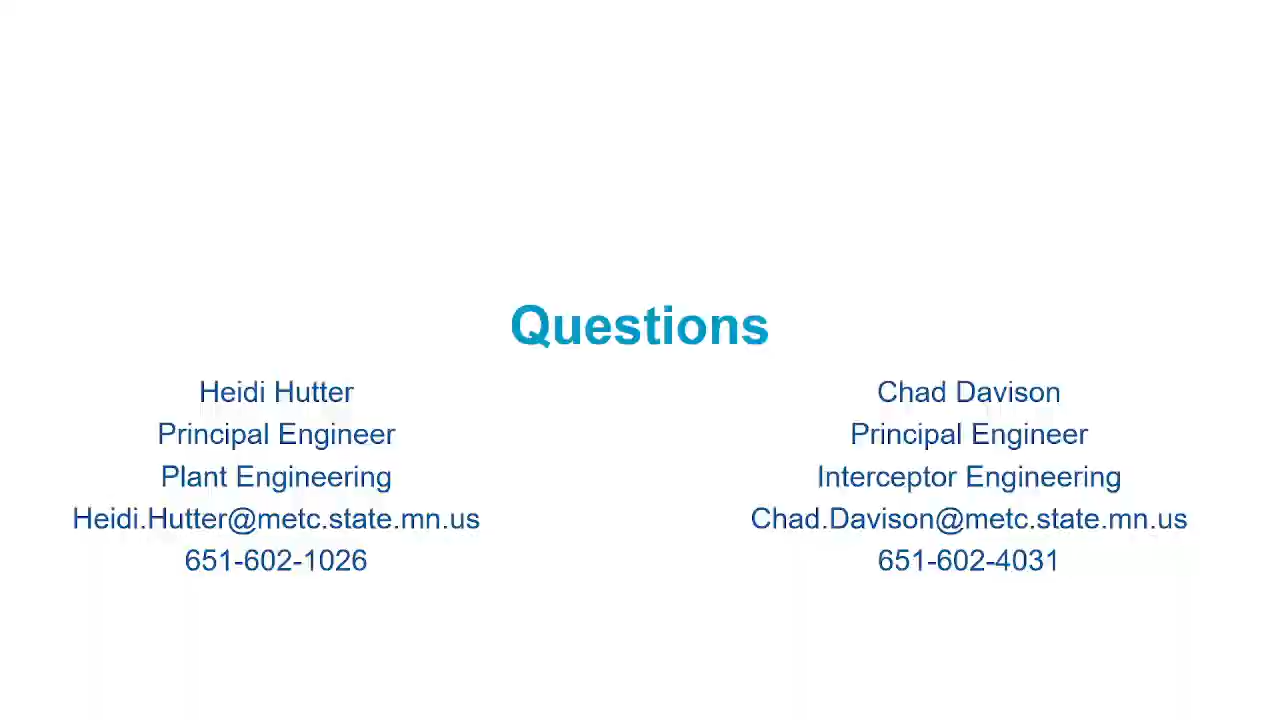 Questions
Heidi Hutter
Principal Engineer
Plant Engineering
Heidi.Hutter@metc.state.mn.us
651-602-1026
Chad Davison
Principal Engineer
Interceptor Engineering
Chad.Davison@metc.state.mn.us
651-602-4031